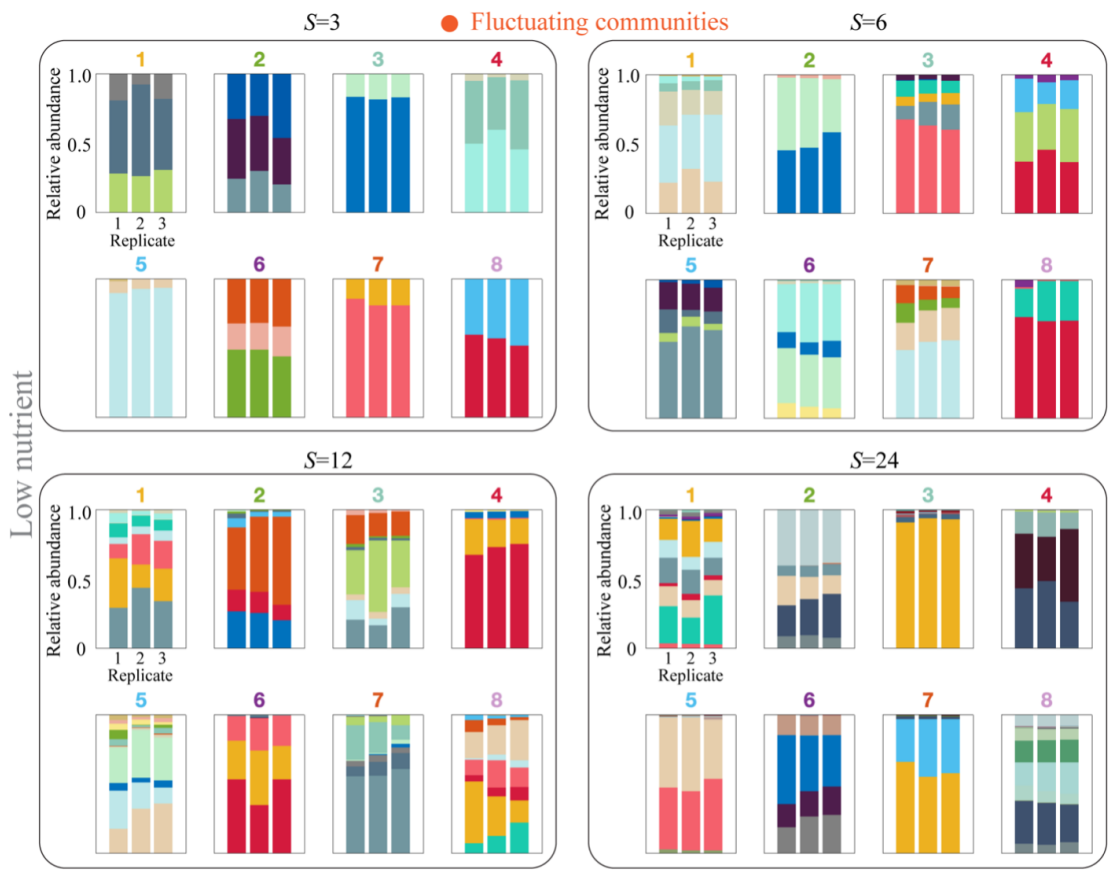 S=3
Fluctuating communities
S=6
Low nutrient
1 2 3 4
Relative abundance
1.0
0.5
0
1 2 3
Replicate
5 6 7 8
1 2 3 4
Relative abundance
1.0
0.5
0
1 2 3
Replicate
5 6 7 8
S=12
1 2 3 4
Relative abundance
1.0
0.5
0
1 2 3
Replicate
5 6 7 8
S=24
1 2 3 4
Relative abundance
1.0
0.5
0
1 2 3
Replicate
5 6 7 8